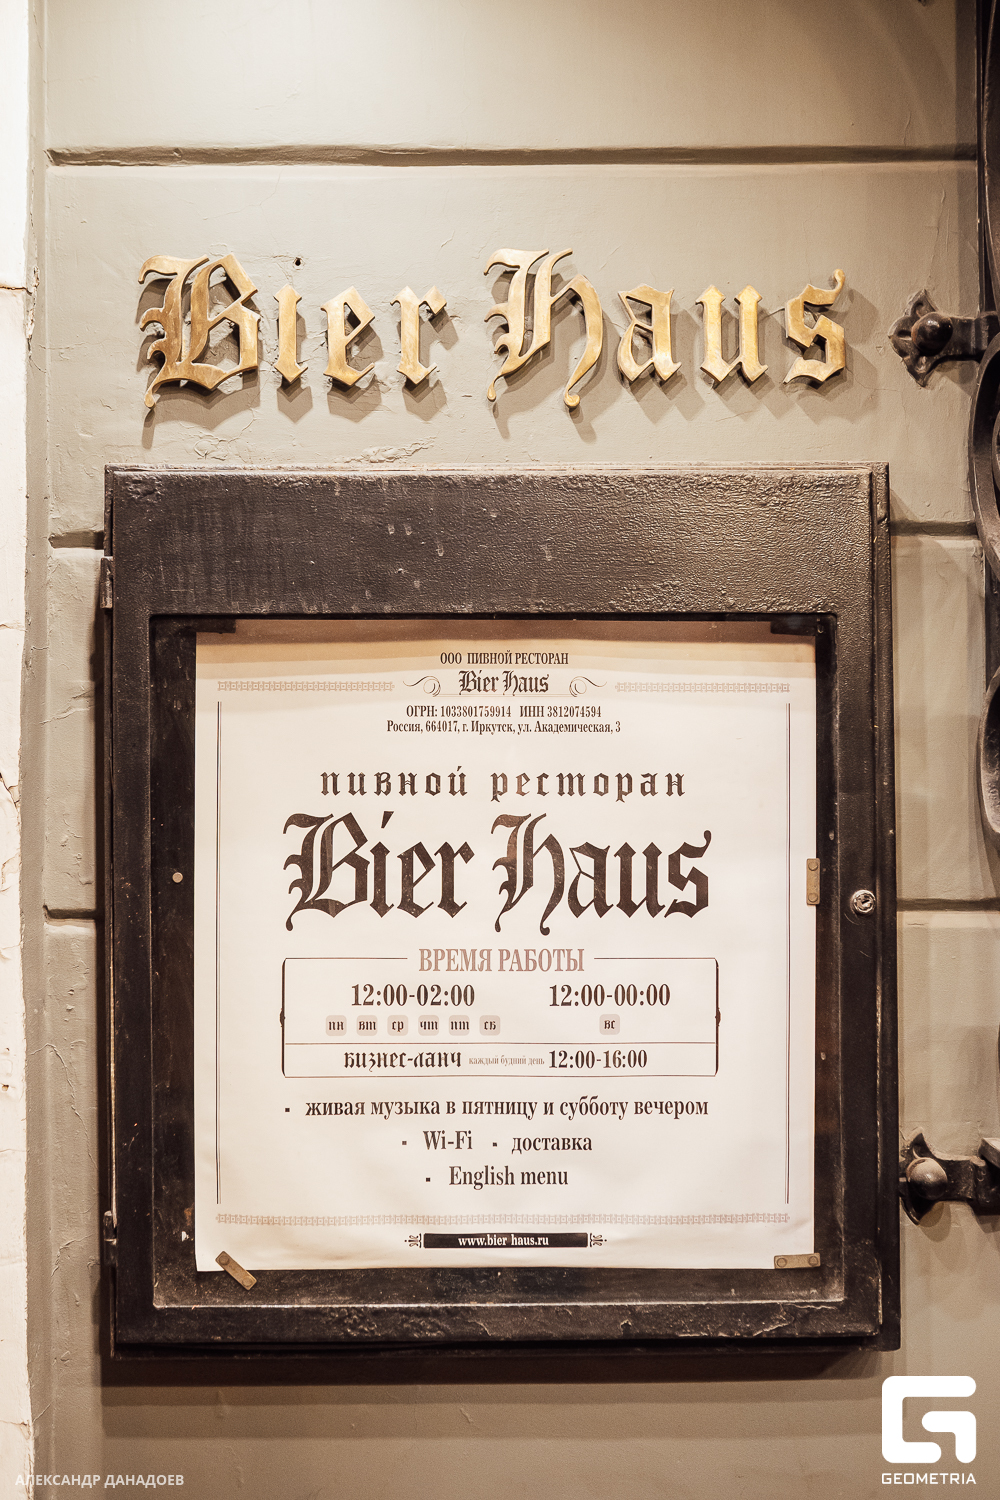 Bier Haus
ООО ПИВНОЙ РЕСТОРАН
Bier Haus
ОГРН: 1033801759914 ИНН 3812074594
Россия, 664017, г. Иркутск, ул. Академическая, 3
пивной ресторан
Bier Haus
ВРЕМЯ РАБОТЫ
12:00-02:00 12:00-00:00
пн вт ср чт пт сб вс
бизнес-ланч каждый будний день 12:00-16:00
▪ живая музыка в пятницу и субботу вечером
▪ Wi-Fi ▪ доставка
▪ English menu
www.bier haus.ru
GEOMETRIA
АЛЕКСАНДР ДАНАДОЕВ